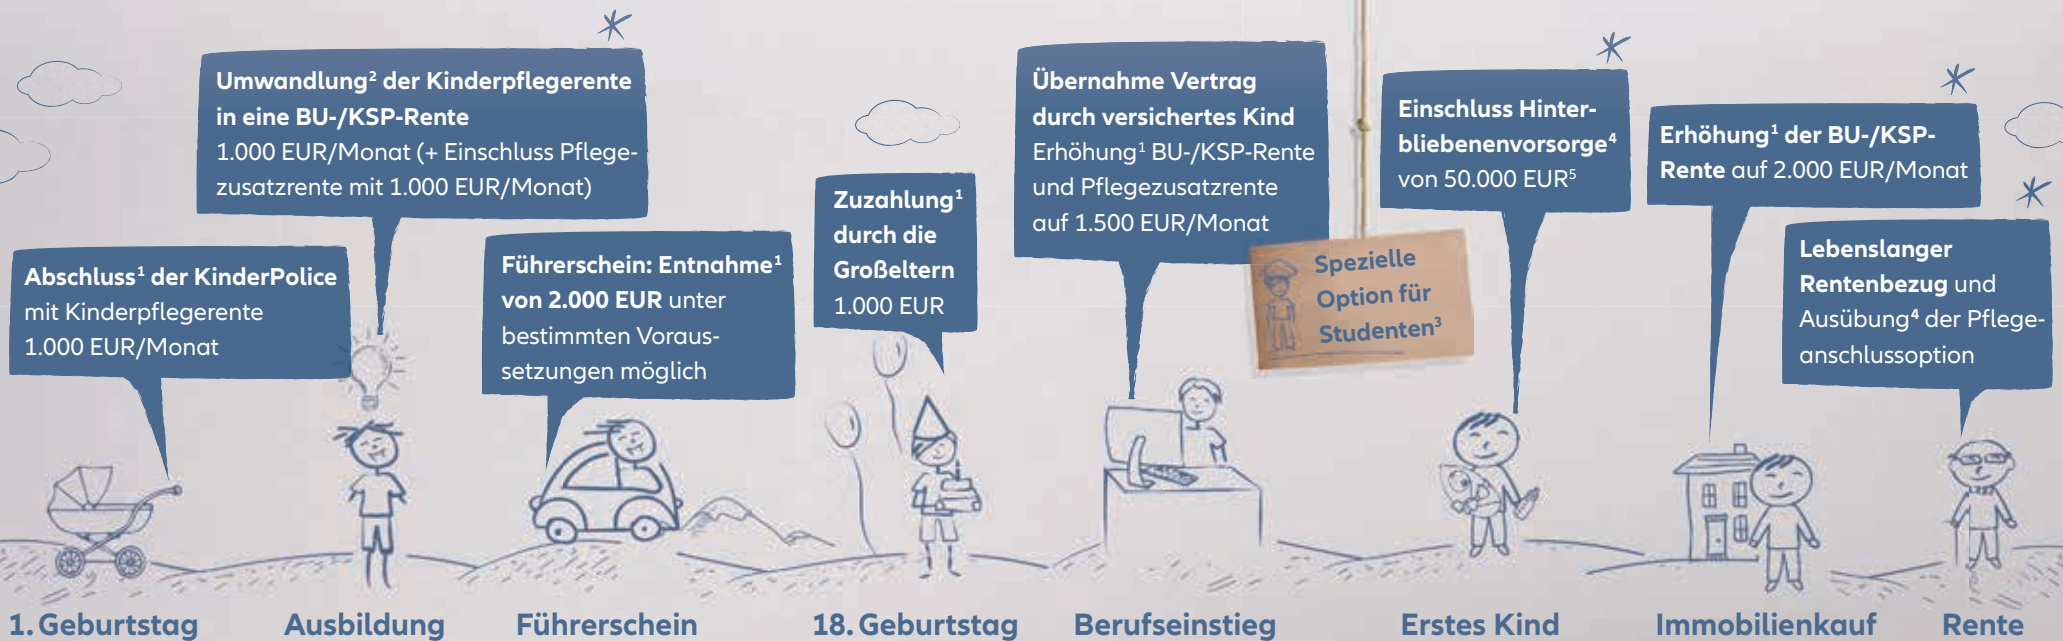 Abschluss¹ der KinderPolice
mit Kinderpflegerente
1.000 EUR/Monat
Umwandlung² der Kinderpflegerente
in eine BU-/KSP-Rente
1.000 EUR/Monat (+ Einschluss Pflege-
zusatzrente mit 1.000 EUR/Monat)
Führerschein: Entnahme¹
von 2.000 EUR unter
bestimmten Voraus-
setzungen möglich
Zuzahlung¹
durch die
Großeltern
1.000 EUR
Übernahme Vertrag
durch versichertes Kind
Erhöhung¹ BU-/KSP-Rente
und Pflegezusatzrente
auf 1.500 EUR/Monat
Spezielle
Option für
Studenten³
Einschluss Hinter-
bliebenenvorsorge⁴
von 50.000 EUR⁵
Erhöhung¹ der BU-/KSP-
Rente auf 2.000 EUR/Monat
Lebenslanger
Rentenbezug und
Ausübung⁴ der Pflege-
anschlussoption
1. Geburtstag
Ausbildung
Führerschein
18. Geburtstag
Berufseinstieg
Erstes Kind
Immobilienkauf
Rente